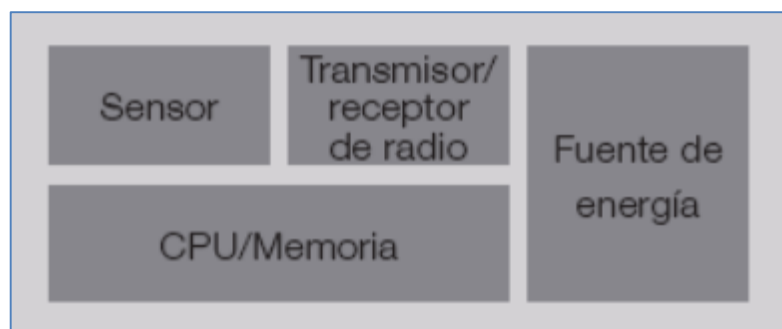 Sensor
Transmisor/
receptor
de radio
Fuente de
energía
CPU/Memoria